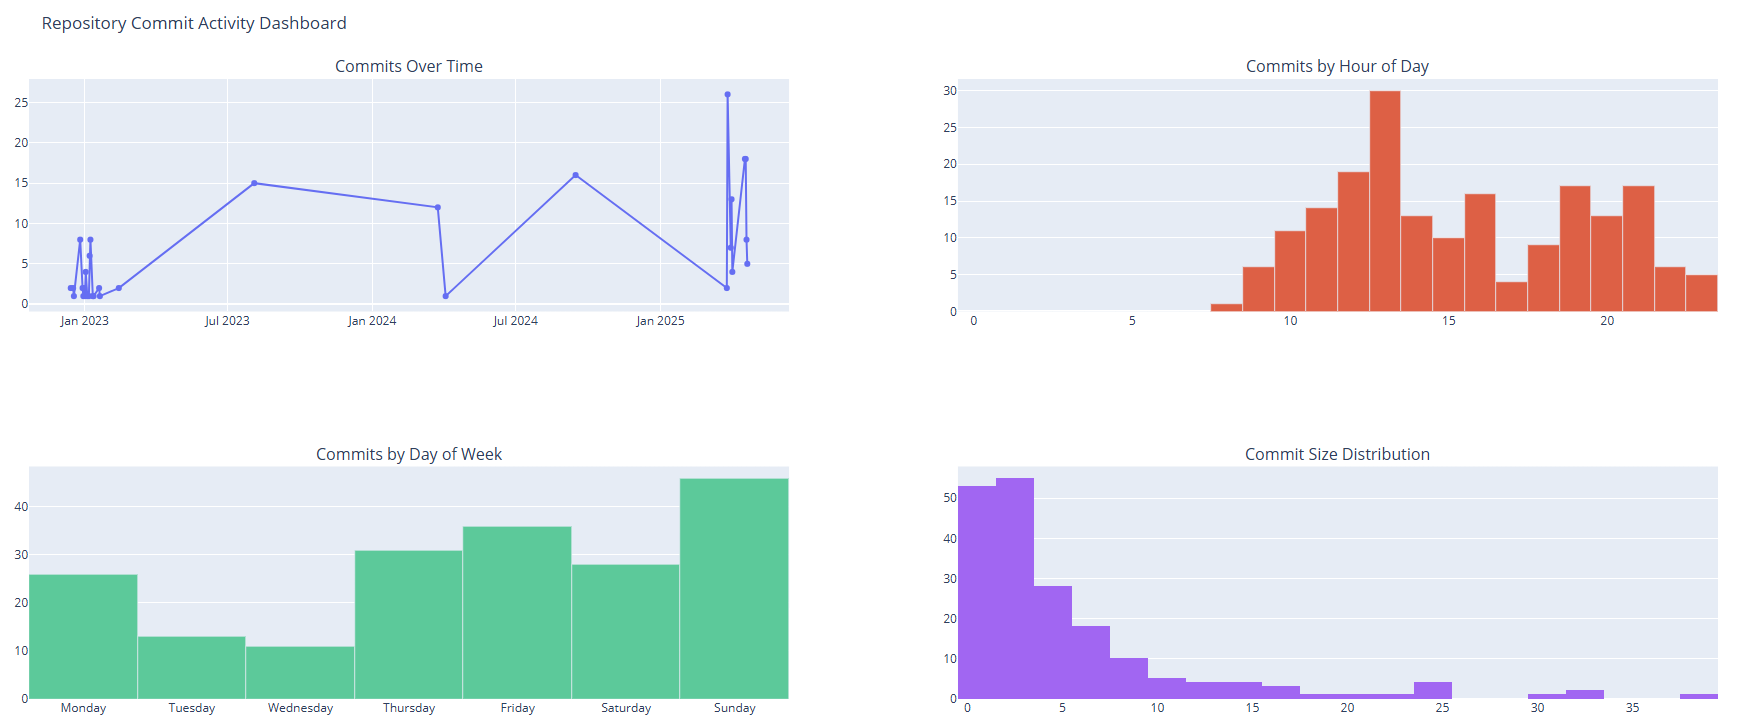 Repository Commit Activity Dashboard
Commits Over Time
25
20
15
10
5
0
Jan 2023 Jul 2023 Jan 2024 Jul 2024 Jan 2025
Commits by Hour of Day
30
25
20
15
10
5
0
0 5 10 15 20
Commits by Day of Week
40
30
20
10
0
Monday Tuesday Wednesday Thursday Friday Saturday Sunday
Commit Size Distribution
50
40
30
20
10
0
0 5 10 15 20 25 30 35